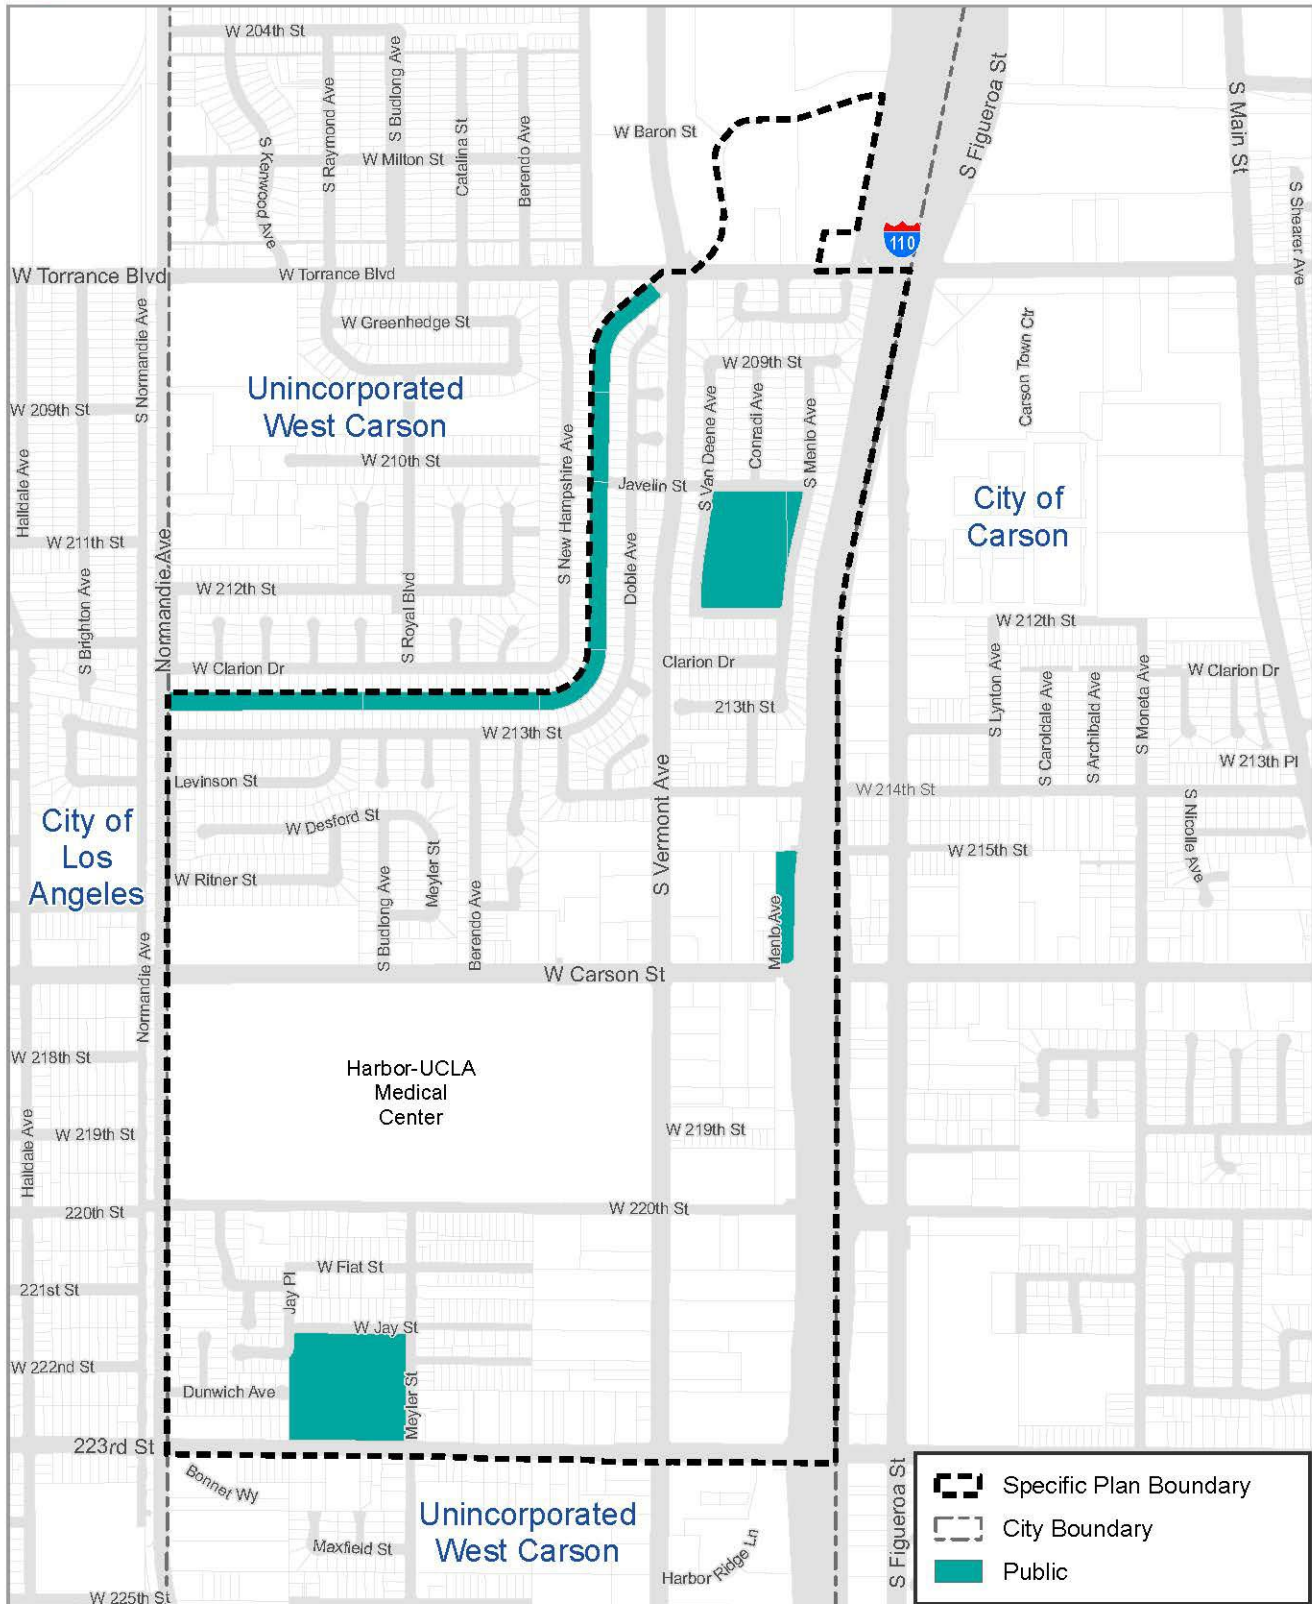 W 204th St
S Kenwood Ave
S Raymond Ave
S Budlong Ave
Catalina St
Berendo Ave
W Milton St
W Baron St
S Figueroa St
S Main St
S Shearer Ave
110
W Torrance Blvd
W Torrance Blvd
S Normandie Ave
W Greenhedge St
Unincorporated
West Carson
W 209th St
W 209th St
Halldale Ave
W 210th St
S New Hampshire Ave
Javelin St
S Van Deene Ave
Conradi Ave
S Menlo Ave
Carson Town Ctr
City of
Carson
W 211th St
Normandie Ave
S Brighton Ave
W 212th St
S Royal Blvd
Doble Ave
W Clarion Dr
Clarion Dr
213th St
W 213th St
W 212th St
S Lynton Ave
S Caroldale Ave
S Archibald Ave
S Moneta Ave
W Clarion Dr
W 213th Pl
Levinson St
W Desford St
S Vermont Ave
W 214th St
S Nicolle Ave
City of
Los
Angeles
W Ritner St
S Budlong Ave
Meyler St
Berendo Ave
W 215th St
Menlo Ave
Normandie Ave
W Carson St
W 218th St
Harbor-UCLA
Medical
Center
W 219th St
W 219th St
Halldale Ave
220th St
W 220th St
W Fiat St
221st St
Jay Pl
W Jay St
W 222nd St
Dunwich Ave
Meyler St
223rd St
Bonnet Wy
Unincorporated
West Carson
Maxfield St
Harbor Ridge Ln
S Figueroa St
W 225th St
Specific Plan Boundary
City Boundary
Public